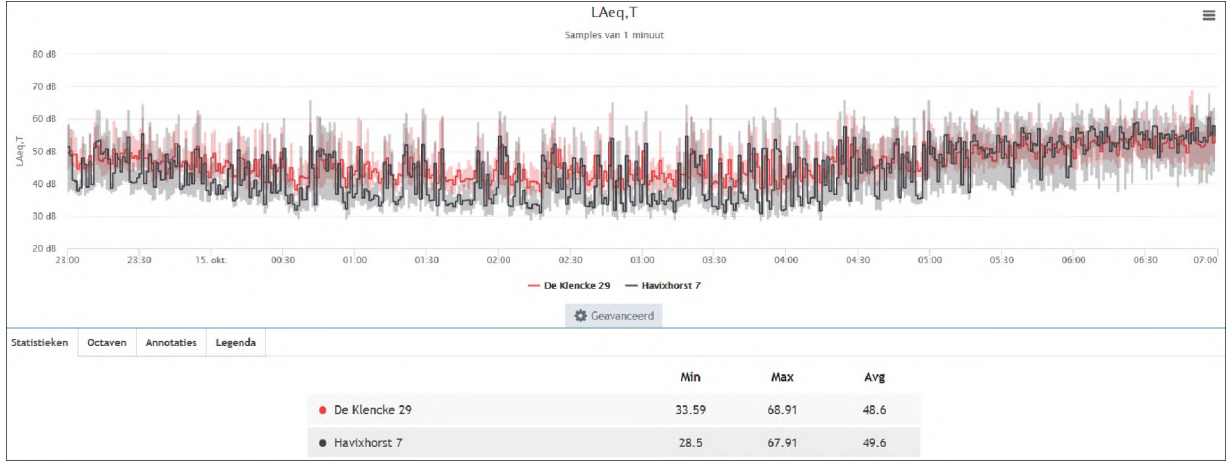 LAeq,T
Samples van 1 minuut
80 dB
70 dB
60 dB
50 dB
40 dB
30 dB
20 dB
LAeq,T
23:00 23:30 15. okt. 00:30 01:00 01:30 02:00 02:30 03:00 03:30 04:00 04:30 05:00 05:30 06:00 06:30 07:00
De Klencke 29 Havixhorst 7
Geavanceerd
Statistieken Octaven Annotaties Legenda
Min Max Avg
De Klencke 29 33.59 68.91 48.6
Havixhorst 7 28.5 67.91 49.6